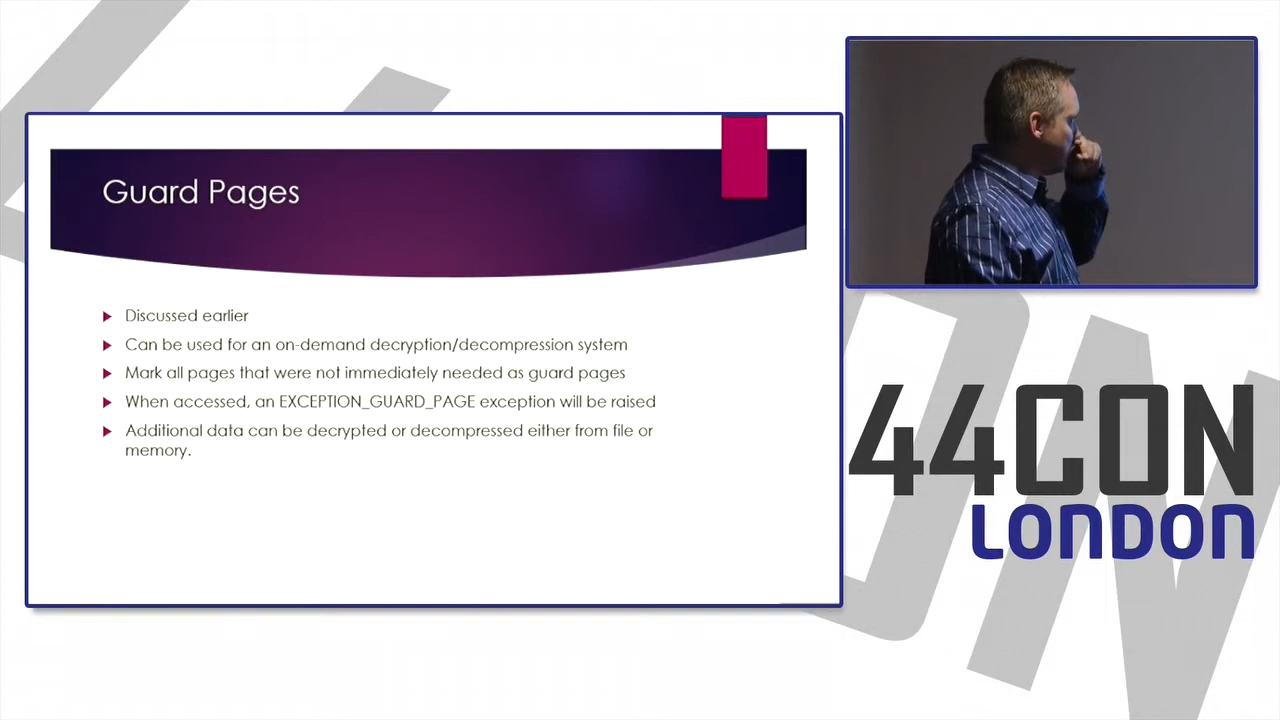 Guard Pages
Discussed earlier
Can be used for an on-demand decryption/decompression system
Mark all pages that were not immediately needed as guard pages
When accessed, an EXCEPTION_GUARD_PAGE exception will be raised
Additional data can be decrypted or decompressed either from file or
memory.
44CON
LONDON